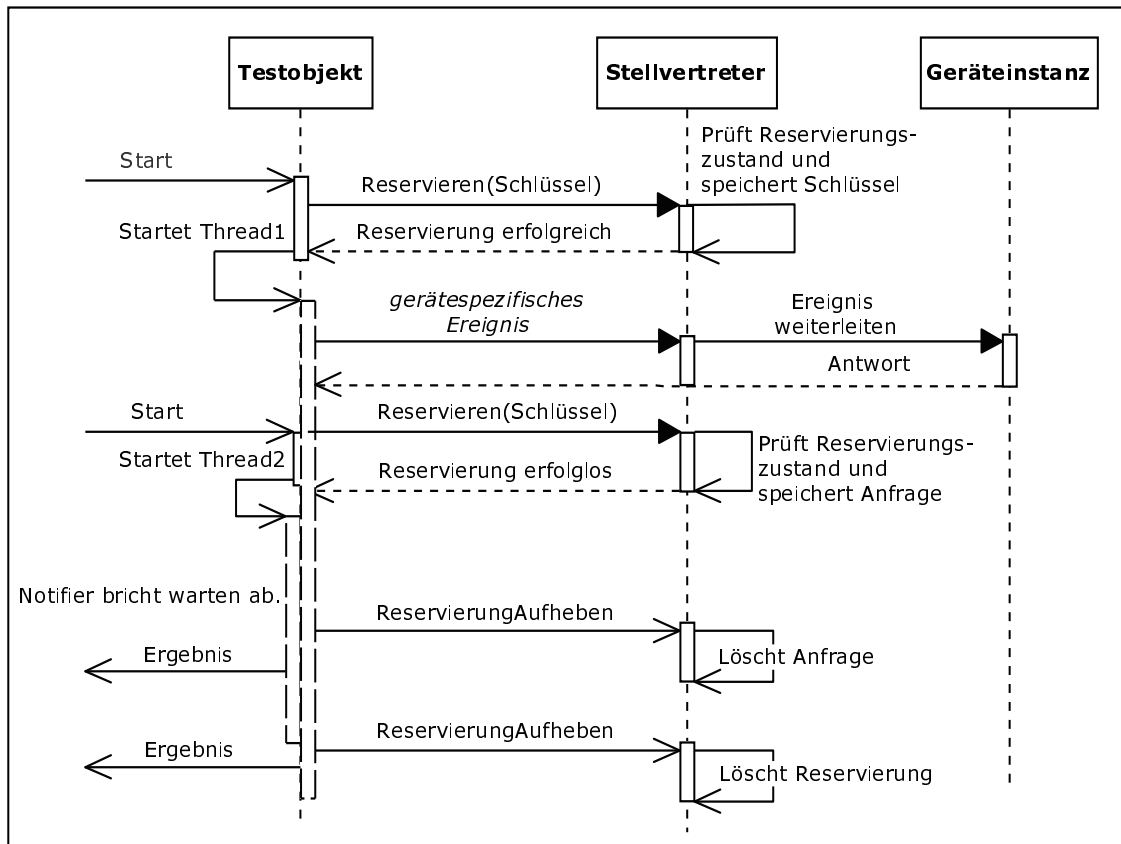 Testobjekt
Stellvertreter
Geräteinstanz
Start
Prüft Reservierungs-
zustand und
speichert Schlüssel
Reservieren(Schlüssel)
Startet Thread1
Reservierung erfolgreich
gerätespezifisches
Ereignis
Ereignis
weiterleiten
Antwort
Start
Reservieren(Schlüssel)
Startet Thread2
Reservierung erfolglos
Prüft Reservierungs-
zustand und
speichert Anfrage
Notifier bricht warten ab.
ReservierungAufheben
Ergebnis
Löscht Anfrage
ReservierungAufheben
Ergebnis
Löscht Reservierung